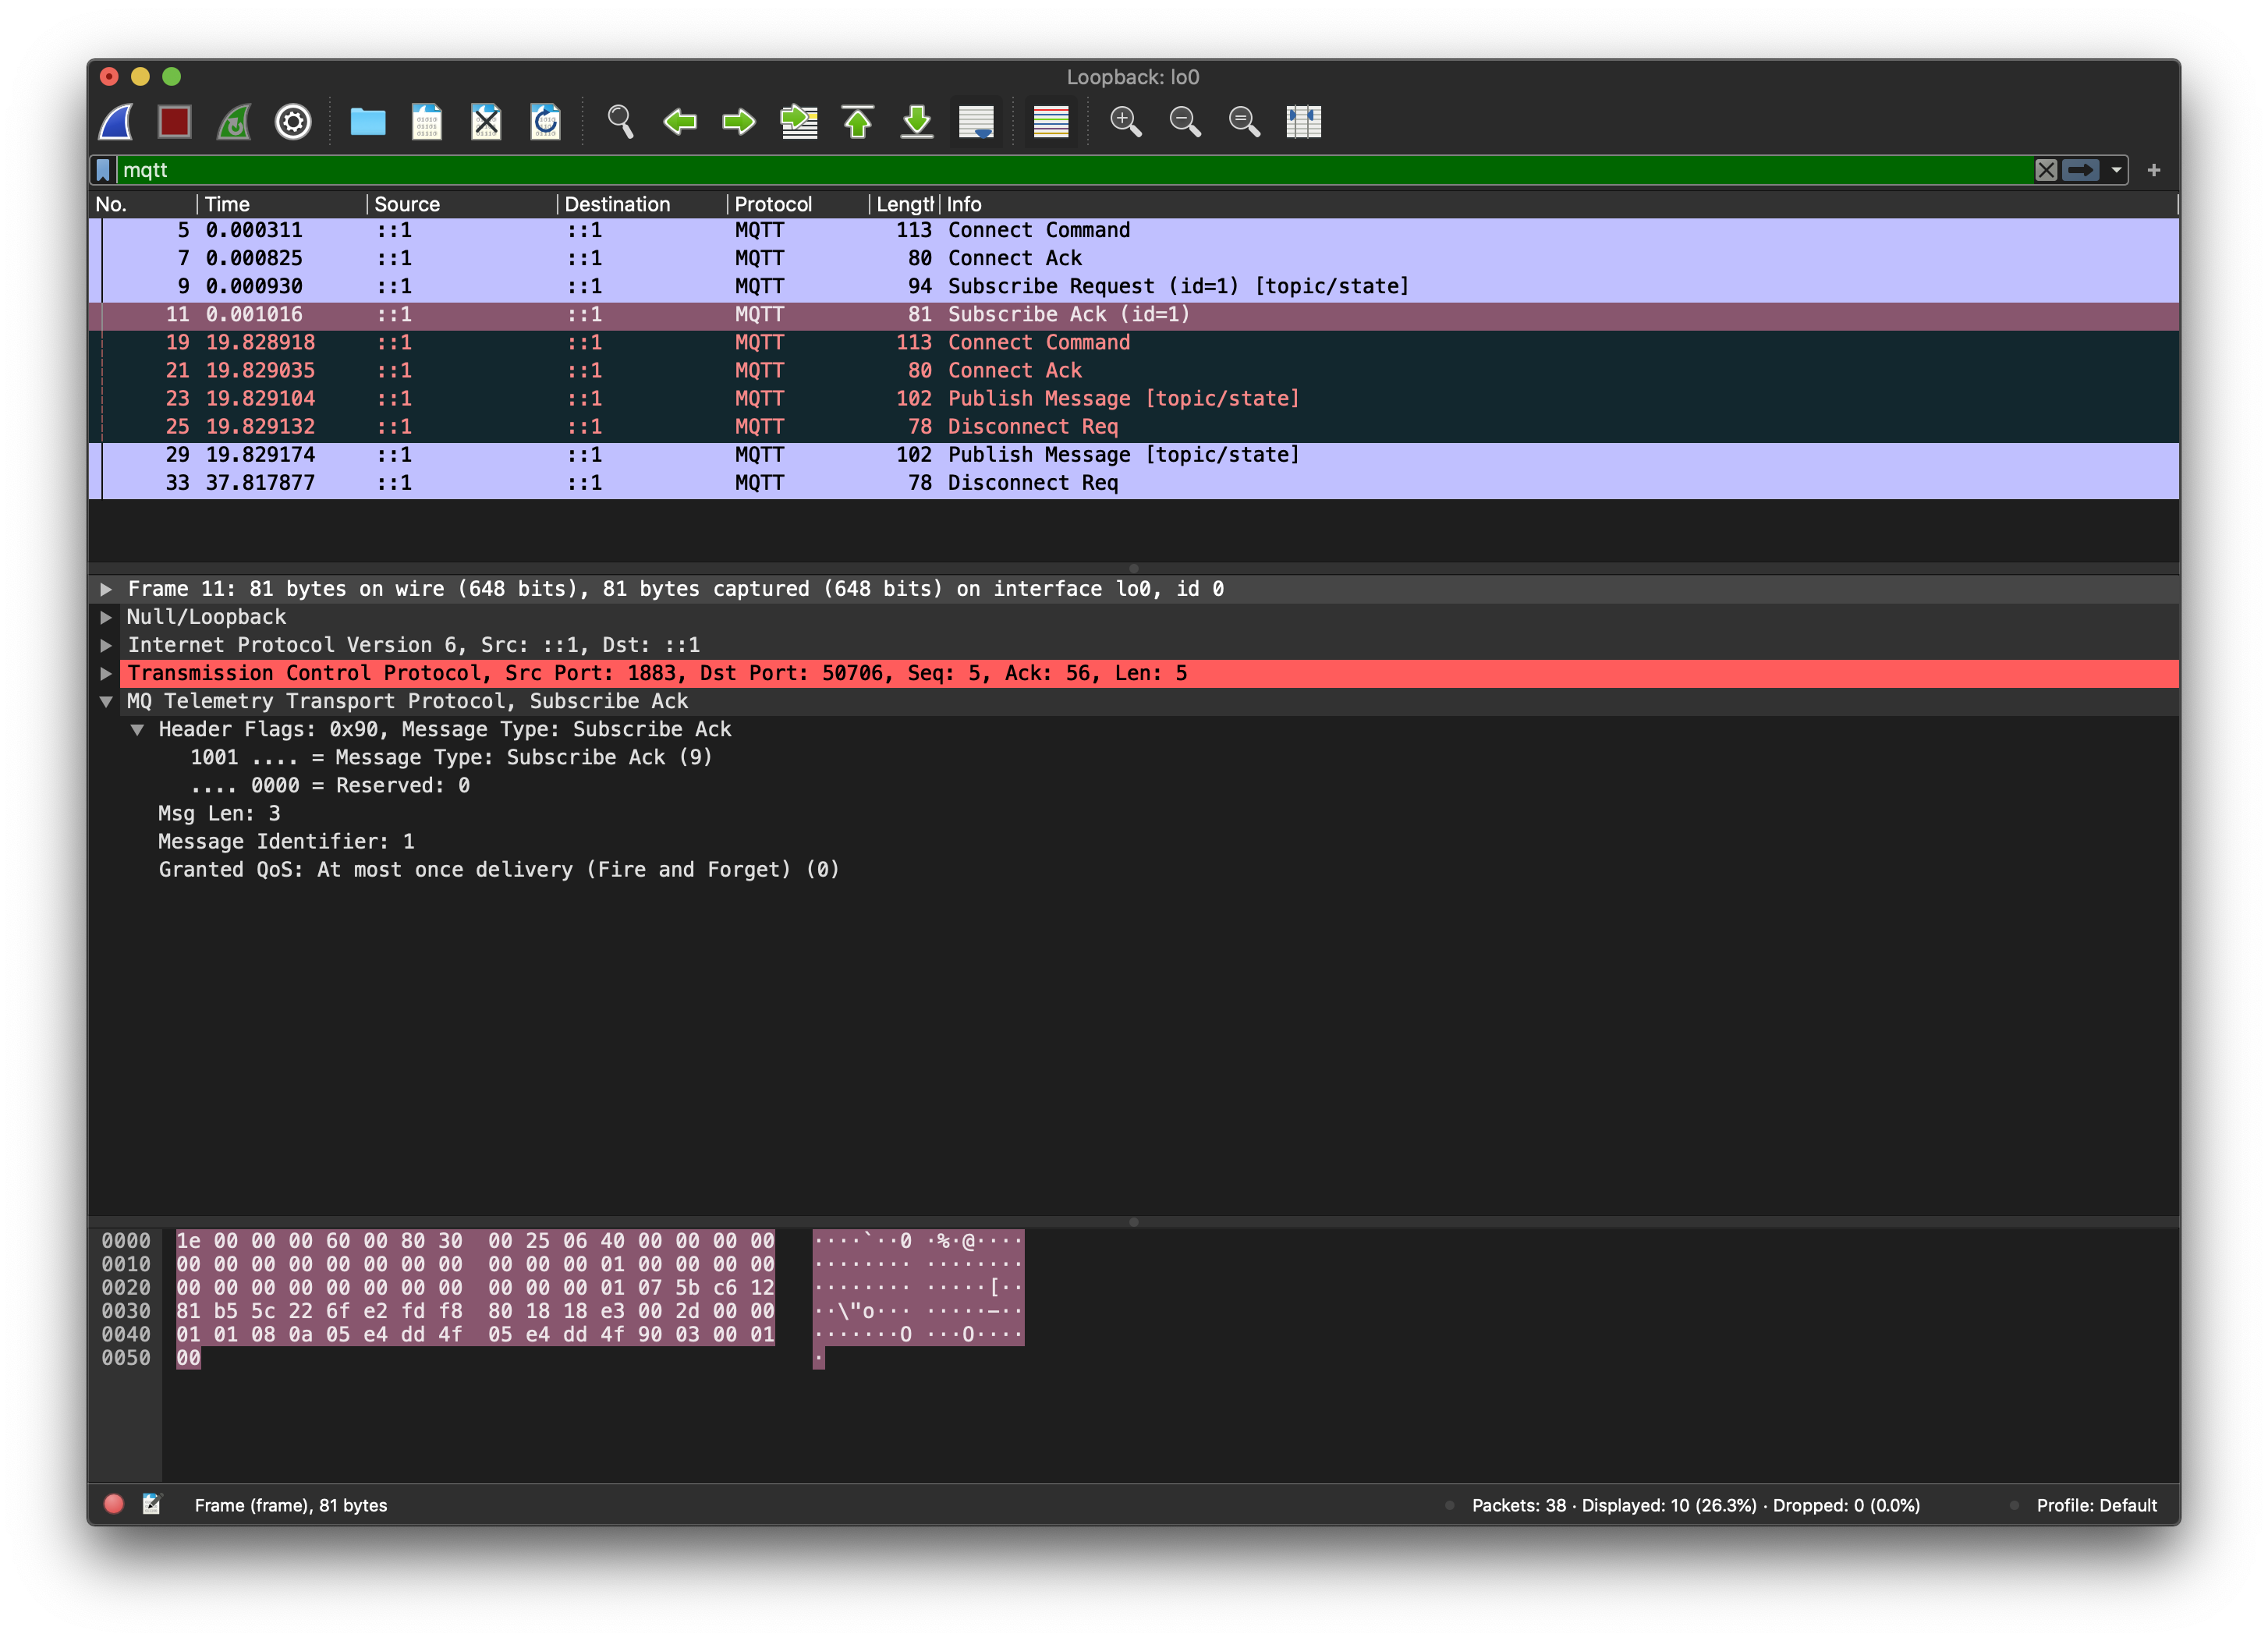 Loopback: lo0
mqtt
No. Time Source Destination Protocol Length Info
5 0.000311 ::1 ::1 MQTT 113 Connect Command
7 0.000825 ::1 ::1 MQTT 80 Connect Ack
9 0.000930 ::1 ::1 MQTT 94 Subscribe Request (id=1) [topic/state]
11 0.001016 ::1 ::1 MQTT 81 Subscribe Ack (id=1)
19 19.828918 ::1 ::1 MQTT 113 Connect Command
21 19.829035 ::1 ::1 MQTT 80 Connect Ack
23 19.829104 ::1 ::1 MQTT 102 Publish Message [topic/state]
25 19.829132 ::1 ::1 MQTT 78 Disconnect Req
29 19.829174 ::1 ::1 MQTT 102 Publish Message [topic/state]
33 37.817877 ::1 ::1 MQTT 78 Disconnect Req
Frame 11: 81 bytes on wire (648 bits), 81 bytes captured (648 bits) on interface lo0, id 0
Null/Loopback
Internet Protocol Version 6, Src: ::1, Dst: ::1
Transmission Control Protocol, Src Port: 1883, Dst Port: 50706, Seq: 5, Ack: 56, Len: 5
MQ Telemetry Transport Protocol, Subscribe Ack
Header Flags: 0x90, Message Type: Subscribe Ack
1001 .... = Message Type: Subscribe Ack (9)
.... 0000 = Reserved: 0
Msg Len: 3
Message Identifier: 1
Granted QoS: At most once delivery (Fire and Forget) (0)
0000 1e 00 00 00 60 00 80 30 00 25 06 40 00 00 00 00 ····`··0 ·%·@····
0010 00 00 00 00 00 00 00 00 00 00 00 01 00 00 00 00 ········ ········
0020 00 00 00 00 00 00 00 00 00 00 00 01 07 5b c6 12 ········ ·····[··
0030 81 b5 5c 22 6f e2 fd f8 80 18 18 e3 00 2d 00 00 ··\"o··· ·····-··
0040 01 01 08 0a 05 e4 dd 4f 05 e4 dd 4f 90 03 00 01 ·······O ···O····
0050 00 ·
Frame (frame), 81 bytes Packets: 38 · Displayed: 10 (26.3%) · Dropped: 0 (0.0%) Profile: Default